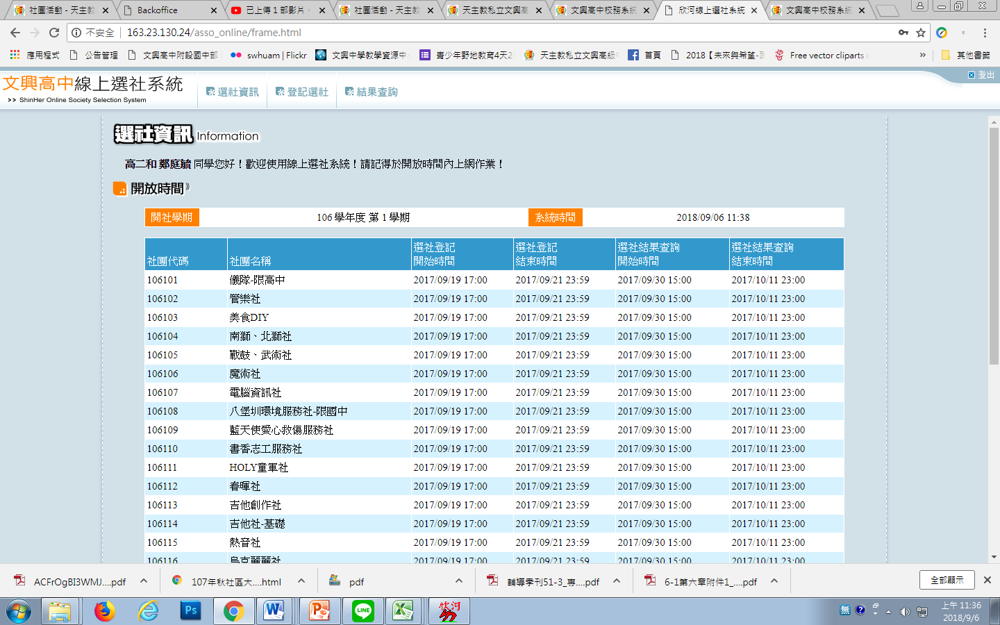 社團活動 - 天主教
Backoffice
已上傳 1 部影片
社團活動 - 天主教
天主教私立文興高
文興高中校務系統
欣河線上選社系統
文興高中校務系統
不安全 163.23.130.24/asso_online/frame.html
應用程式 公告管理 文興高中附設國中部 swhuam | Flickr 文興中學教學資源中 青少年野地教育4天2 天主教私立文興高級 首頁 2018【未來與希望- Free vector cliparts » 其他書籤
文興高中線上選社系統
>> ShinHer Online Society Selection System
選社資訊 登記選社 結果查詢 登出
選社資訊 Information
高二和 鄭庭毓 同學您好！歡迎使用線上選社系統！請記得於開放時間內上網作業！
開放時間
開社學期 106 學年度 第 1 學期 系統時間 2018/09/06 11:38
社團代碼 社團名稱 選社登記 開始時間 選社登記 結束時間 選社結果查詢 開始時間 選社結果查詢 結束時間
106101 儀隊-限高中 2017/09/19 17:00 2017/09/21 23:59 2017/09/30 15:00 2017/10/11 23:00
106102 管樂社 2017/09/19 17:00 2017/09/21 23:59 2017/09/30 15:00 2017/10/11 23:00
106103 美食DIY 2017/09/19 17:00 2017/09/21 23:59 2017/09/30 15:00 2017/10/11 23:00
106104 南獅、北獅社 2017/09/19 17:00 2017/09/21 23:59 2017/09/30 15:00 2017/10/11 23:00
106105 戰鼓、武術社 2017/09/19 17:00 2017/09/21 23:59 2017/09/30 15:00 2017/10/11 23:00
106106 魔術社 2017/09/19 17:00 2017/09/21 23:59 2017/09/30 15:00 2017/10/11 23:00
106107 電腦資訊社 2017/09/19 17:00 2017/09/21 23:59 2017/09/30 15:00 2017/10/11 23:00
106108 八堡圳環境服務社-限國中 2017/09/19 17:00 2017/09/21 23:59 2017/09/30 15:00 2017/10/11 23:00
106109 藍天使愛心救傷服務社 2017/09/19 17:00 2017/09/21 23:59 2017/09/30 15:00 2017/10/11 23:00
106110 書香志工服務社 2017/09/19 17:00 2017/09/21 23:59 2017/09/30 15:00 2017/10/11 23:00
106111 HOLY童軍社 2017/09/19 17:00 2017/09/21 23:59 2017/09/30 15:00 2017/10/11 23:00
106112 春暉社 2017/09/19 17:00 2017/09/21 23:59 2017/09/30 15:00 2017/10/11 23:00
106113 吉他創作社 2017/09/19 17:00 2017/09/21 23:59 2017/09/30 15:00 2017/10/11 23:00
106114 吉他社-基礎 2017/09/19 17:00 2017/09/21 23:59 2017/09/30 15:00 2017/10/11 23:00
106115 熱音社 2017/09/19 17:00 2017/09/21 23:59 2017/09/30 15:00 2017/10/11 23:00
106116 烏克麗麗社 2017/09/19 17:00 2017/09/21 23:59 2017/09/30 15:00 2017/10/11 23:00
ACFrOgBI3WMJ....pdf 107年秋社區大....html pdf 輔導季刊51-3_專....pdf 6-1第六章附件1_....pdf 全部顯示
Ps LINE 欣河 無 上午 11:36
2018/9/6